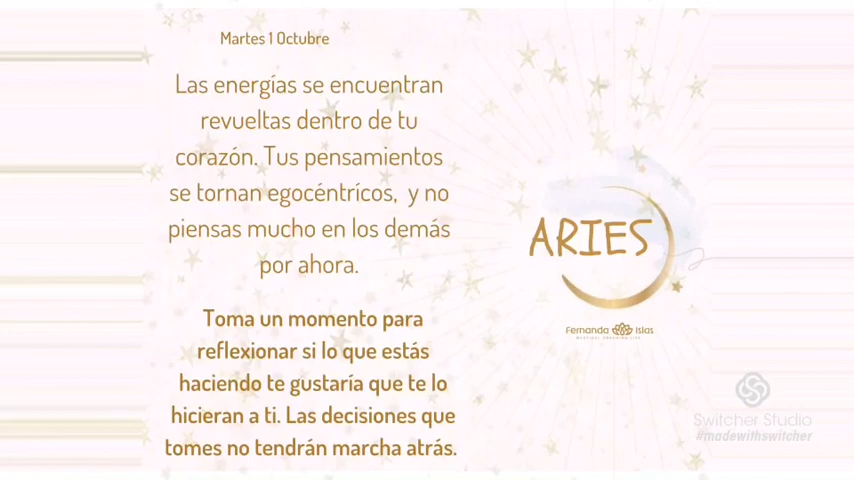 Martes 1 Octubre
Las energías se encuentran
revueltas dentro de tu
corazón. Tus pensamientos
se tornan egocéntrícos, y no
piensas mucho en los demás
por ahora.
Toma un momento para
reflexionar si lo que estás
haciendo te gustaría que te lo
hicieran a ti. Las decisiones que
tomes no tendrán marcha atrás.
ARIES
Fernanda Islas
Switcher Studio
#madewithswitcher